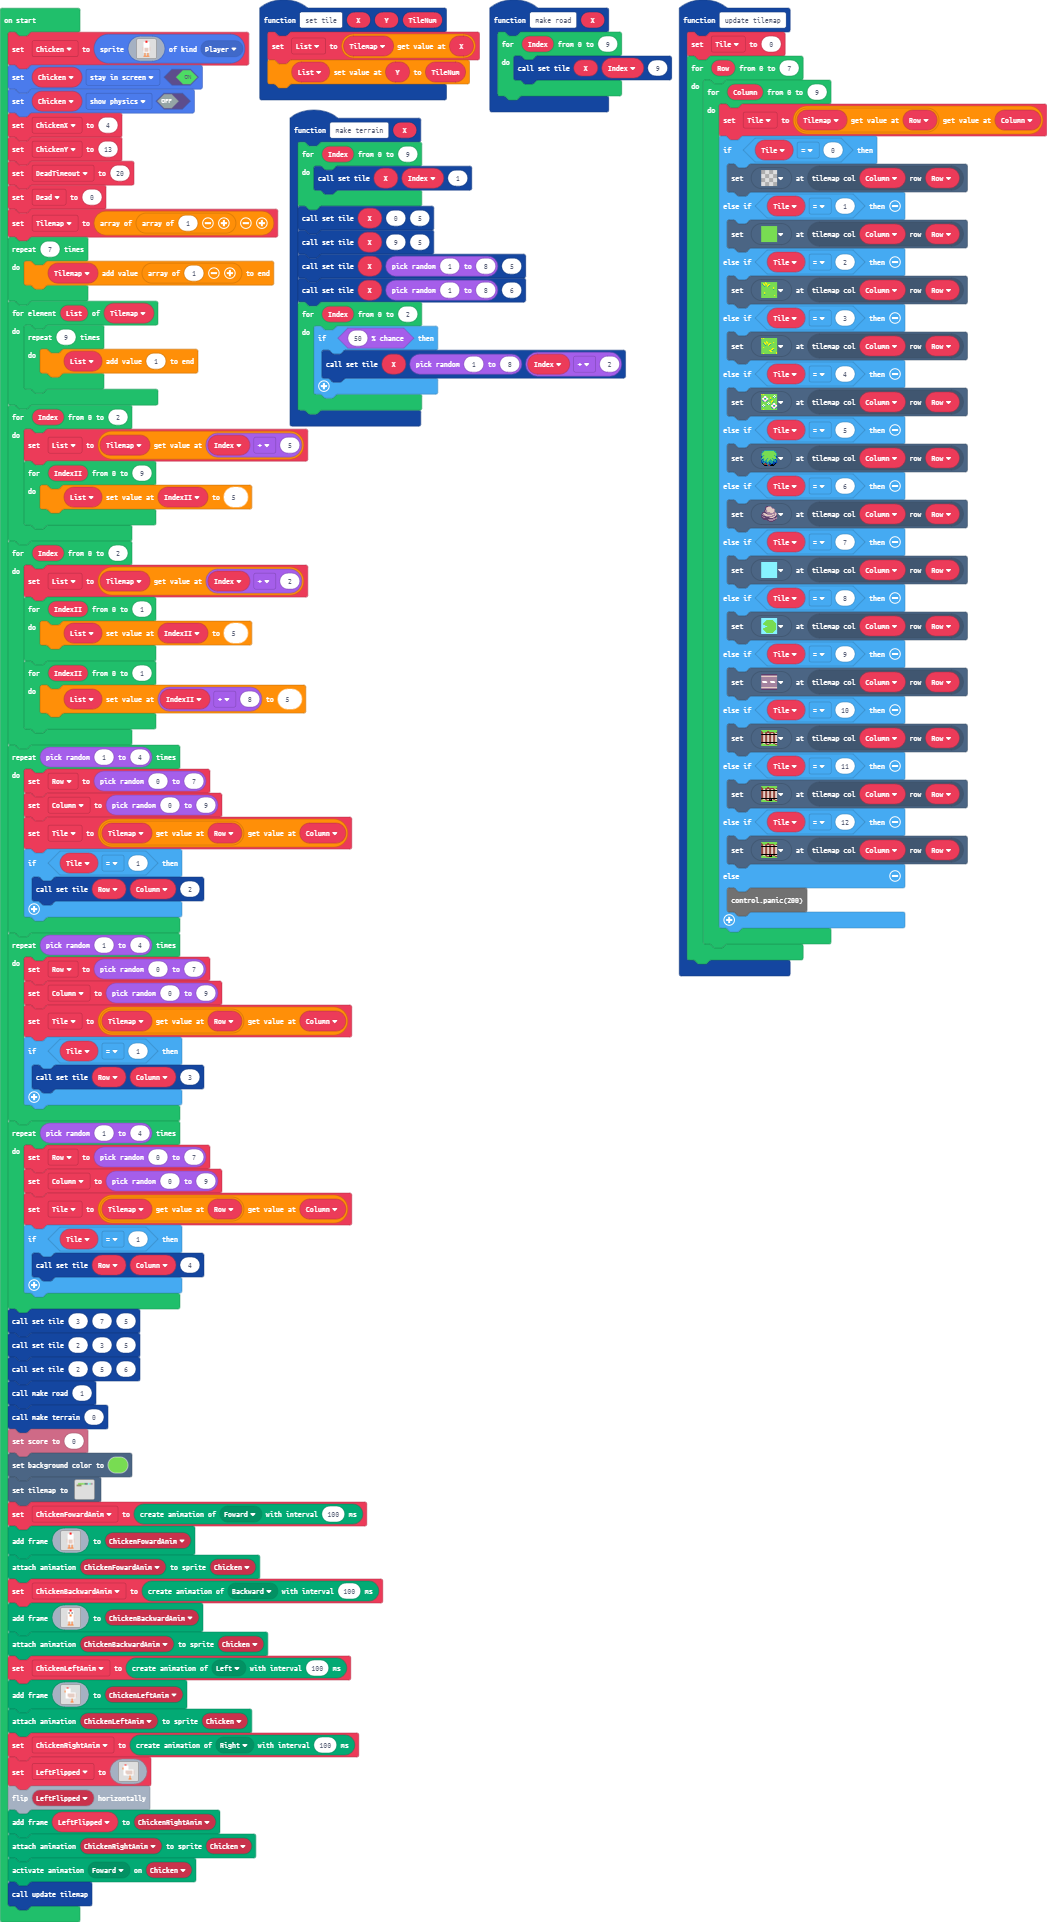 on start
set Chicken to sprite of kind Player
set Chicken stay in screen ON
set Chicken show physics OFF
set ChickenX to 4
set ChickenY to 13
set DeadTimeout to 20
set Dead to 0
set Tilemap to array of array of 1
repeat 7 times
do Tilemap add value array of 1 to end
for element List of Tilemap
do repeat 9 times
do List add value 1 to end
for Index from 0 to 2
do set List to Tilemap get value at Index + 5
for IndexII from 0 to 9
do List set value at IndexII to 5
for Index from 0 to 2
do set List to Tilemap get value at Index + 2
for IndexII from 0 to 1
do List set value at IndexII to 5
for IndexII from 0 to 1
do List set value at IndexII + 8 to 5
repeat pick random 1 to 4 times
do set Row to pick random 0 to 7
set Column to pick random 0 to 9
set Tile to Tilemap get value at Row get value at Column
if Tile = 1 then
call set tile Row Column 2
repeat pick random 1 to 4 times
do set Row to pick random 0 to 7
set Column to pick random 0 to 9
set Tile to Tilemap get value at Row get value at Column
if Tile = 1 then
call set tile Row Column 3
repeat pick random 1 to 4 times
do set Row to pick random 0 to 7
set Column to pick random 0 to 9
set Tile to Tilemap get value at Row get value at Column
if Tile = 1 then
call set tile Row Column 4
call set tile 3 7 5
call set tile 2 3 5
call set tile 2 5 6
call make road 1
call make terrain 0
set score to 0
set background color to
set tilemap to
set ChickenFowardAnim to create animation of Foward with interval 100 ms
add frame to ChickenFowardAnim
attach animation ChickenFowardAnim to sprite Chicken
set ChickenBackwardAnim to create animation of Backward with interval 100 ms
add frame to ChickenBackwardAnim
attach animation ChickenBackwardAnim to sprite Chicken
set ChickenLeftAnim to create animation of Left with interval 100 ms
add frame to ChickenLeftAnim
attach animation ChickenLeftAnim to sprite Chicken
set ChickenRightAnim to create animation of Right with interval 100 ms
set LeftFlipped to
flip LeftFlipped horizontally
add frame LeftFlipped to ChickenRightAnim
attach animation ChickenRightAnim to sprite Chicken
activate animation Foward on Chicken
call update tilemap
function set tile X Y TileNum
set List to Tilemap get value at X
List set value at Y to TileNum
function make terrain X
for Index from 0 to 9
do call set tile X Index 1
call set tile X 0 5
call set tile X 9 5
call set tile X pick random 1 to 8 5
call set tile X pick random 1 to 8 6
for Index from 0 to 2
do if 50 % chance then
call set tile X pick random 1 to 8 Index + 2
function make road X
for Index from 0 to 9
do call set tile X Index 9
function update tilemap
set Tile to 0
for Row from 0 to 7
do for Column from 0 to 9
do set Tile to Tilemap get value at Row get value at Column
if Tile = 0 then
set at tilemap col Column row Row
else if Tile = 1 then
set at tilemap col Column row Row
else if Tile = 2 then
set at tilemap col Column row Row
else if Tile = 3 then
set at tilemap col Column row Row
else if Tile = 4 then
set at tilemap col Column row Row
else if Tile = 5 then
set at tilemap col Column row Row
else if Tile = 6 then
set at tilemap col Column row Row
else if Tile = 7 then
set at tilemap col Column row Row
else if Tile = 8 then
set at tilemap col Column row Row
else if Tile = 9 then
set at tilemap col Column row Row
else if Tile = 10 then
set at tilemap col Column row Row
else if Tile = 11 then
set at tilemap col Column row Row
else if Tile = 12 then
set at tilemap col Column row Row
else
control.panic(200)